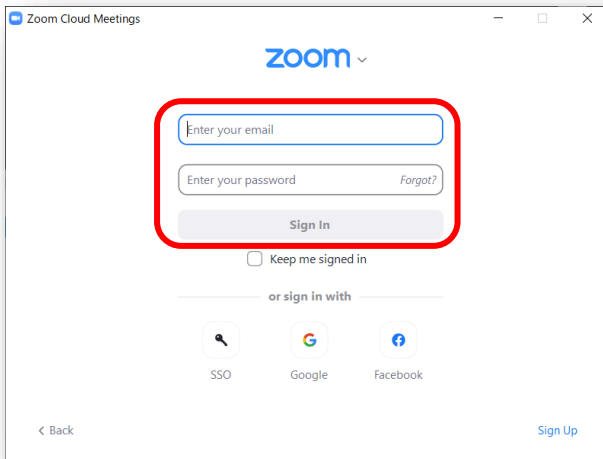 Zoom Cloud Meetings
zoom
Enter your email
Enter your password Forgot?
Sign In
Keep me signed in
or sign in with
SSO Google Facebook
Back Sign Up